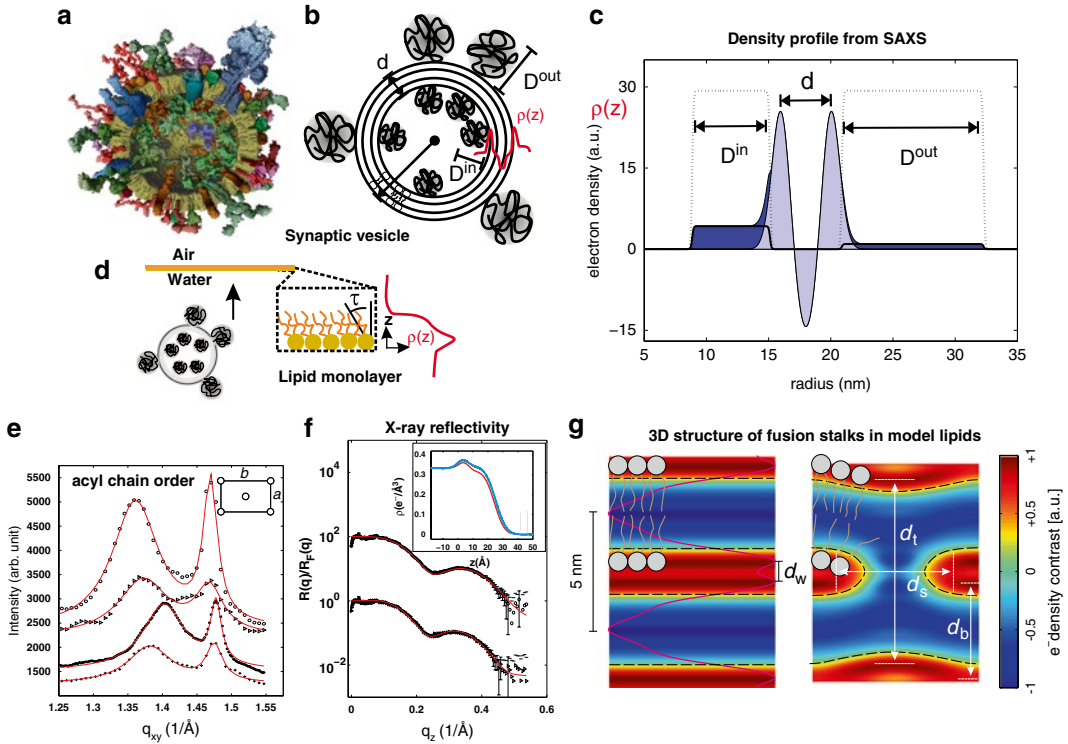 a
b
d
D^out
ρ(z)
D^in
Synaptic vesicle
c
Density profile from SAXS
ρ(z)
electron density (a.u.)
30
15
0
−15
d
D^in
D^out
5
10
15
20
25
30
35
radius (nm)
d
Air
Water
τ
z
ρ(z)
Lipid monolayer
e
acyl chain order
b
a
Intensity (arb. unit)
5500
5000
4500
4000
3500
3000
2500
2000
1500
1.25
1.3
1.35
1.4
1.45
1.5
1.55
q_xy (1/Å)
f
X-ray reflectivity
R(q)/R_F(q)
10^2
10^0
10^−2
0
0.2
0.4
0.6
q_z (1/Å)
ρ(e^−/Å^3)
0.4
0.3
0.2
0.1
0
−10
0
10
20
30
40
50
z(Å)
g
3D structure of fusion stalks in model lipids
5 nm
d_w
d_t
d_s
d_b
+1
+0.5
0
-0.5
−1
e^− density contrast [a.u.]